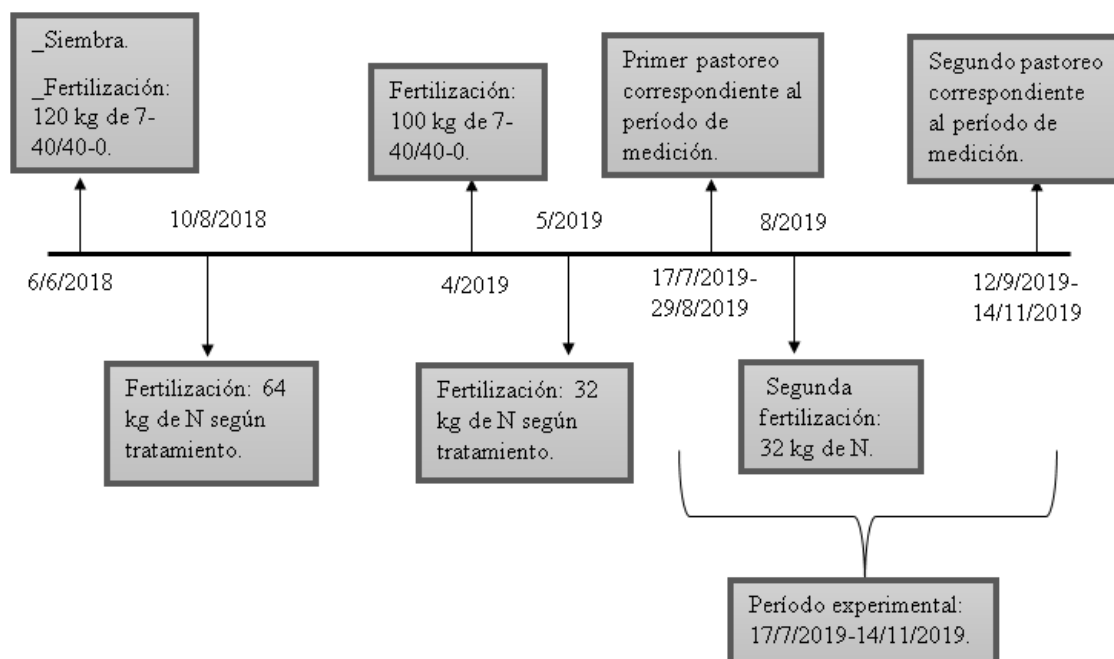 _Siembra.
_Fertilización:
120 kg de 7-
40/40-0.
Fertilización:
100 kg de 7-
40/40-0.
Primer pastoreo
correspondiente al
período de
medición.
Segundo pastoreo
correspondiente
al período de
medición.
10/8/2018
5/2019
8/2019
6/6/2018
4/2019
17/7/2019-
29/8/2019
12/9/2019-
14/11/2019
Fertilización: 64
kg de N según
tratamiento.
Fertilización: 32
kg de N según
tratamiento.
Segunda
fertilización:
32 kg de N.
Período experimental:
17/7/2019-14/11/2019.